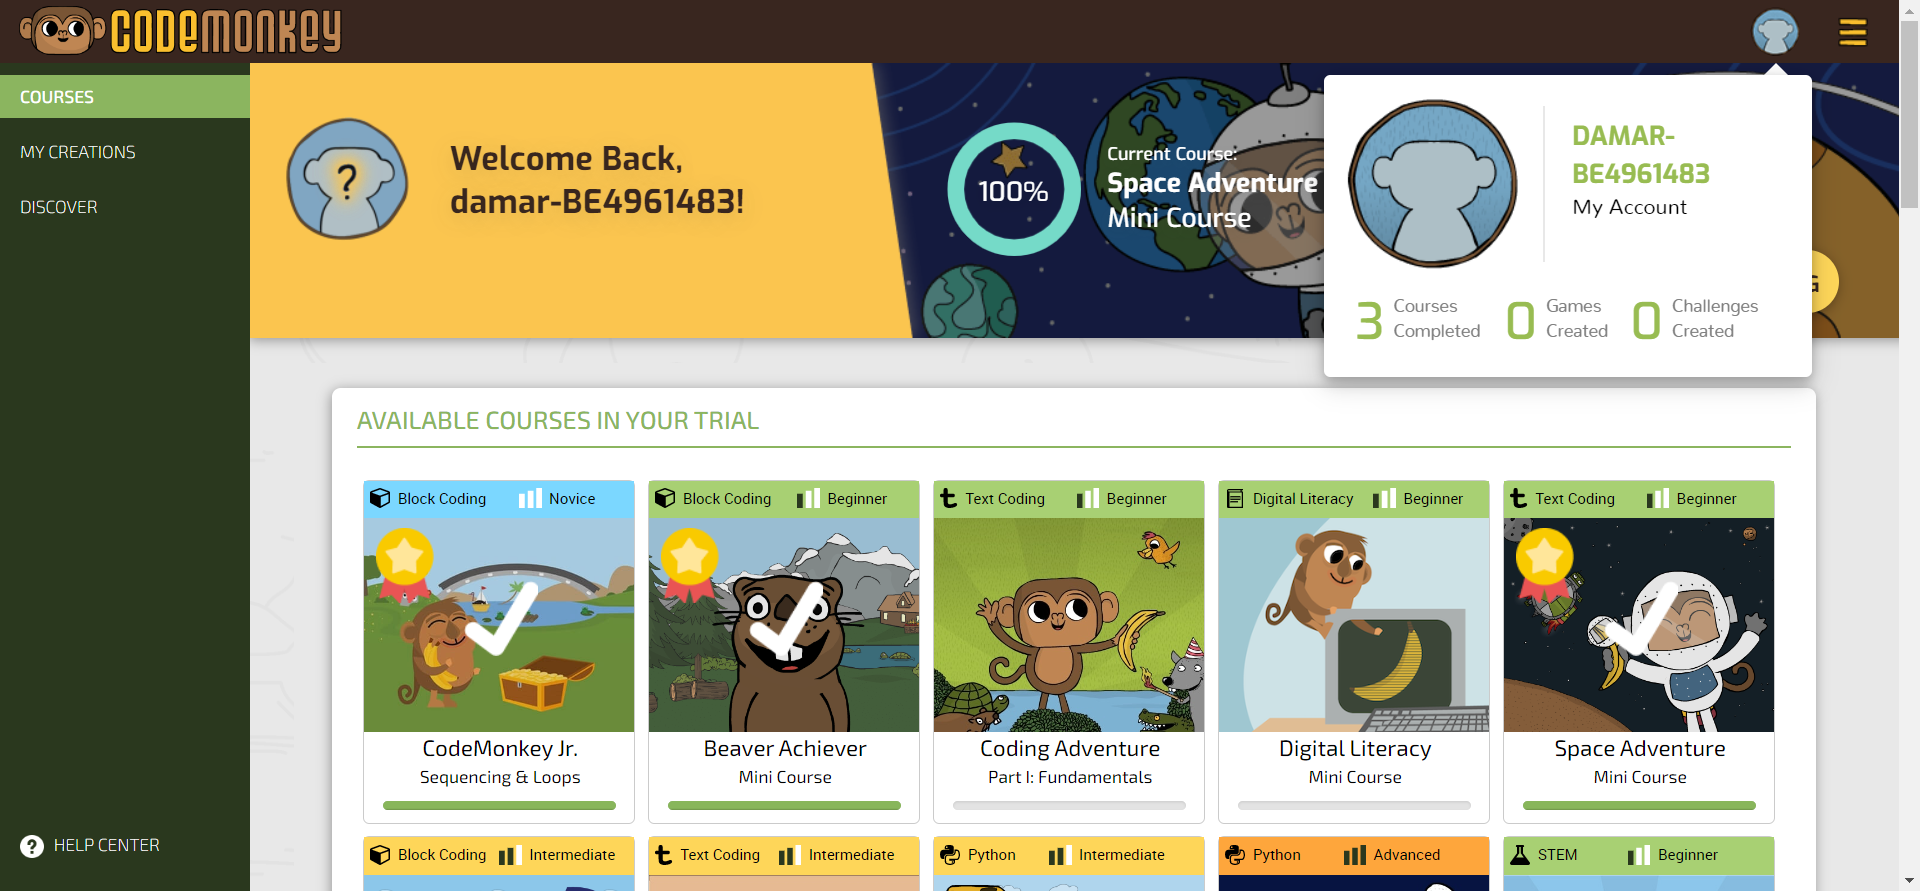 CODEMONKEY
COURSES
MY CREATIONS
DISCOVER
HELP CENTER
?
Welcome Back,
damar-BE4961483!
100%
Current Course:
Space Adventure
Mini Course
DAMAR-
BE4961483
My Account
3 Courses Completed
0 Games Created
0 Challenges Created
AVAILABLE COURSES IN YOUR TRIAL
Block Coding Novice
CodeMonkey Jr.
Sequencing & Loops
Block Coding Beginner
Beaver Achiever
Mini Course
Text Coding Beginner
Coding Adventure
Part I: Fundamentals
Digital Literacy Beginner
Digital Literacy
Mini Course
Text Coding Beginner
Space Adventure
Mini Course
Block Coding Intermediate
Text Coding Intermediate
Python Intermediate
Python Advanced
STEM Beginner